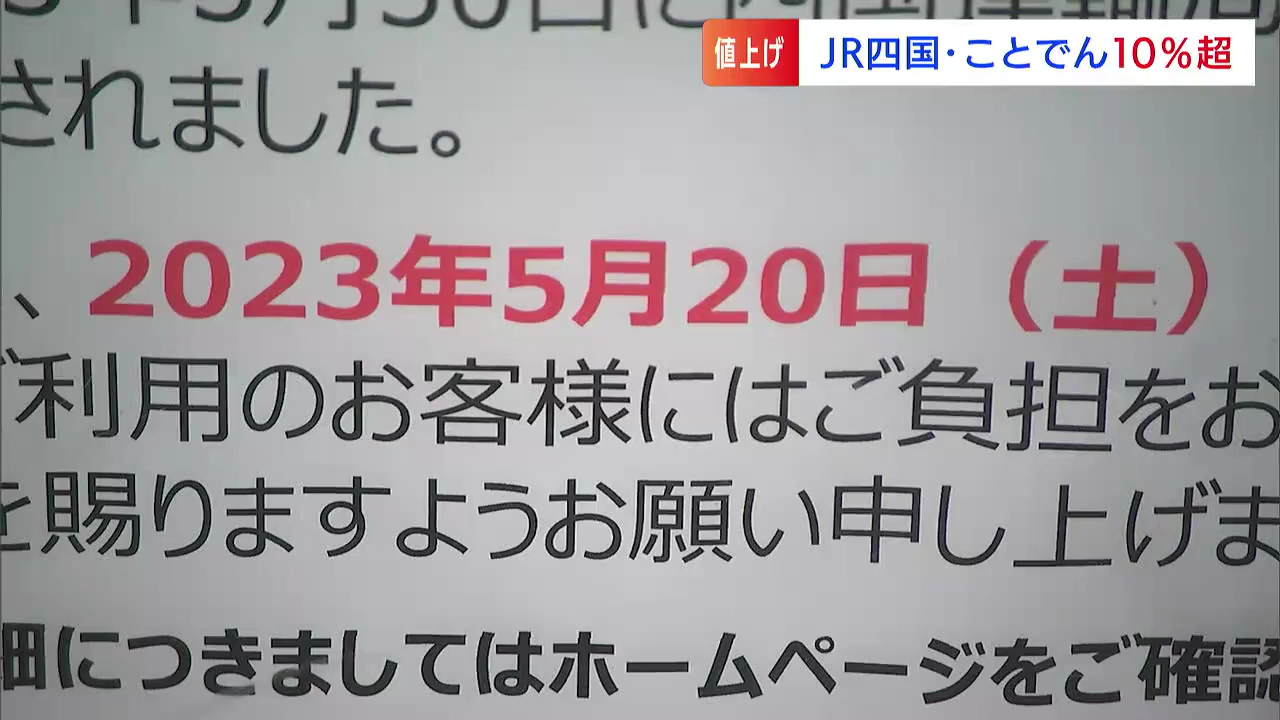 値上げ JR四国・ことでん10%超
されました。
、2023年5月20日(土)
ご利用のお客様にはご負担をお
を賜りますようお願い申し上げま
細につきましてはホームページをご確認